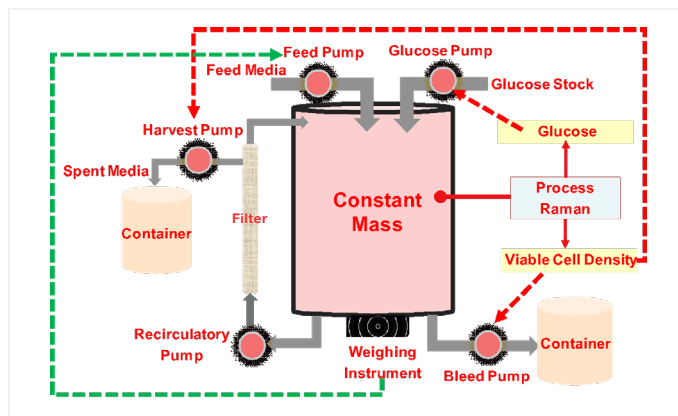 Feed Pump
Glucose Pump
Feed Media
Glucose Stock
Harvest Pump
Glucose
Spent Media
Constant
Mass
Process
Raman
Filter
Container
Viable Cell Density
Recirculatory
Pump
Weighing
Instrument
Bleed Pump
Container